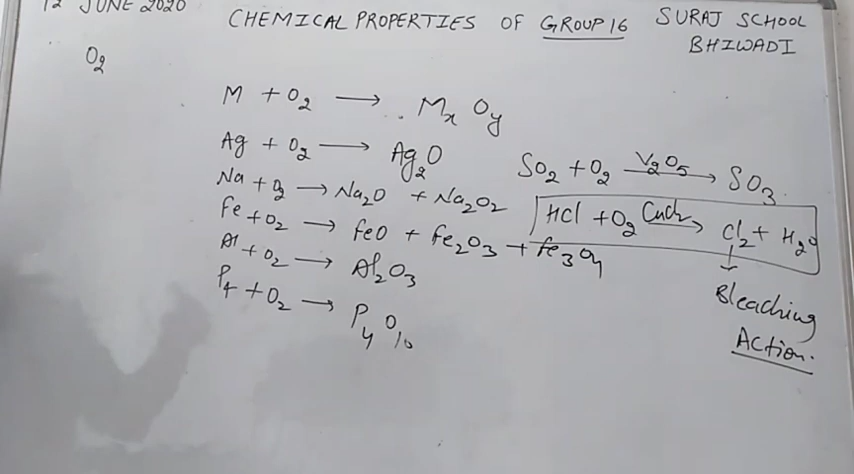 12 JUNE 2020
CHEMICAL PROPERTIES OF GROUP 16
SURAJ SCHOOL
BHIWADI
O2
M + O2 → MxOy
Ag + O2 → Ag2O
Na + O2 → Na2O + Na2O2
Fe + O2 → FeO + Fe2O3 + Fe3O4
Al + O2 → Al2O3
P4 + O2 → P4O10
SO2 + O2 V2O5→ SO3
HCl + O2 CuCl2→ Cl2 + H2O
↓
Bleaching
Action.